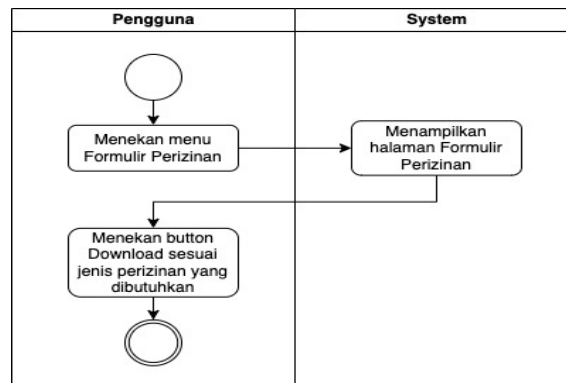 Pengguna
System
Menekan menu
Formulir Perizinan
Menampilkan
halaman Formulir
Perizinan
Menekan button
Download sesuai
jenis perizinan yang
dibutuhkan